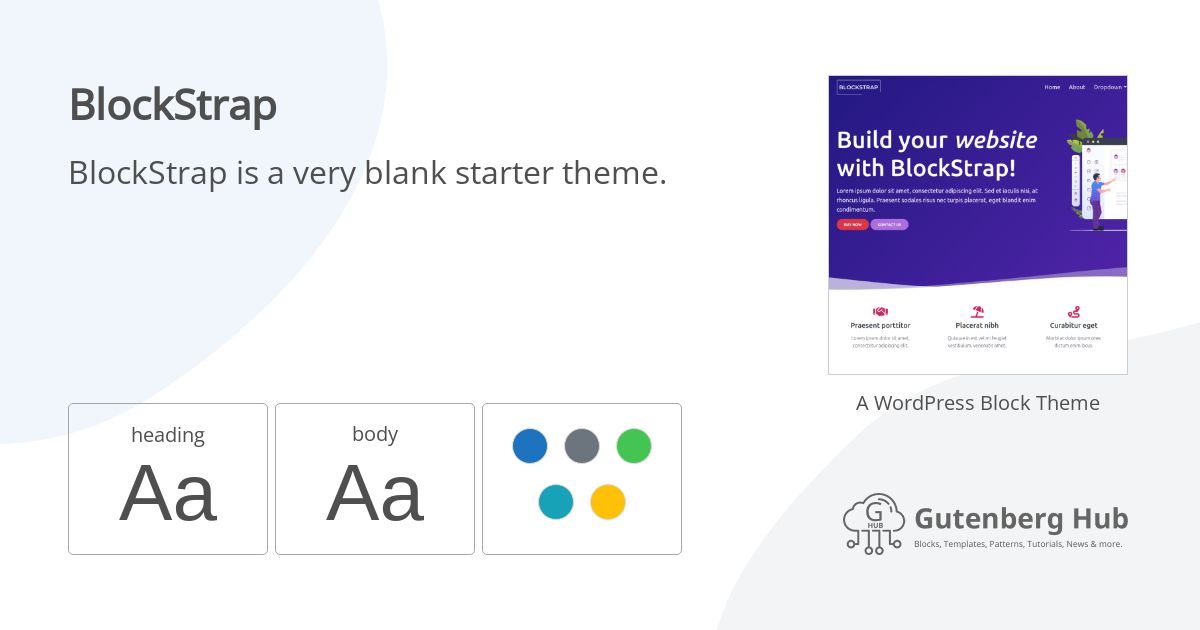 BlockStrap
BlockStrap is a very blank starter theme.
BLOCKSTRAP
Home About Dropdown
Build your website
with BlockStrap!
Lorem ipsum dolor sit amet, consectetur adipiscing elit. Sed et iaculis nisi, at
rhoncus ligula. Praesent sodales risus nec turpis placerat, eget blandit enim
condimentum.
BUY NOW CONTACT US
Praesent porttitor
Lorem ipsum dolor sit amet,
consectetur adipiscing elit.
Placerat nibh
Quisque in est vel mi feugiat
vestibulum venenatis amet.
Curabitur eget
Morbi ac dolor ipsum
dictum enim
A WordPress Block Theme
heading
Aa
body
Aa
G
HUB
Gutenberg Hub
Blocks, Templates, Patterns, Tutorials, News & more.